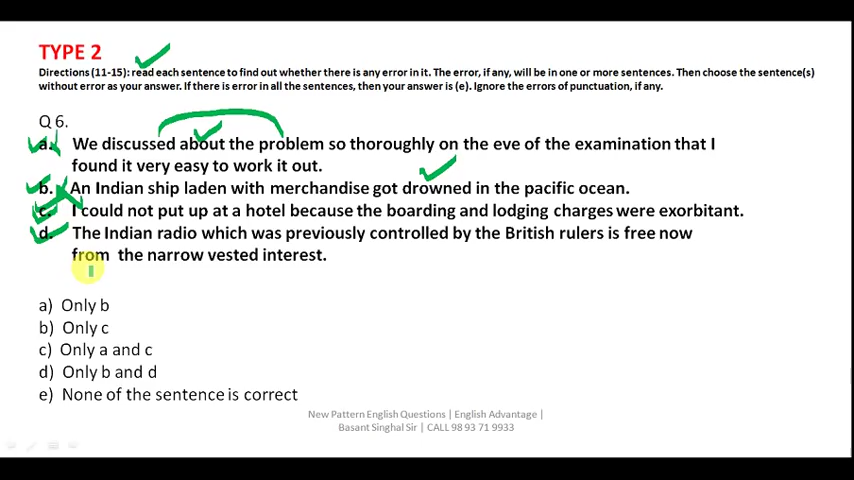 TYPE 2
Directions (11-15): read each sentence to find out whether there is any error in it. The error, if any, will be in one or more sentences. Then choose the sentence(s)
without error as your answer. If there is error in all the sentences, then your answer is (e). Ignore the errors of punctuation, if any.
Q 6.
a. We discussed about the problem so thoroughly on the eve of the examination that I
found it very easy to work it out.
b. An Indian ship laden with merchandise got drowned in the pacific ocean.
c. I could not put up at a hotel because the boarding and lodging charges were exorbitant.
d. The Indian radio which was previously controlled by the British rulers is free now
from the narrow vested interest.
a) Only b
b) Only c
c) Only a and c
d) Only b and d
e) None of the sentence is correct
New Pattern English Questions | English Advantage |
Basant Singhal Sir | CALL 98 93 71 9933